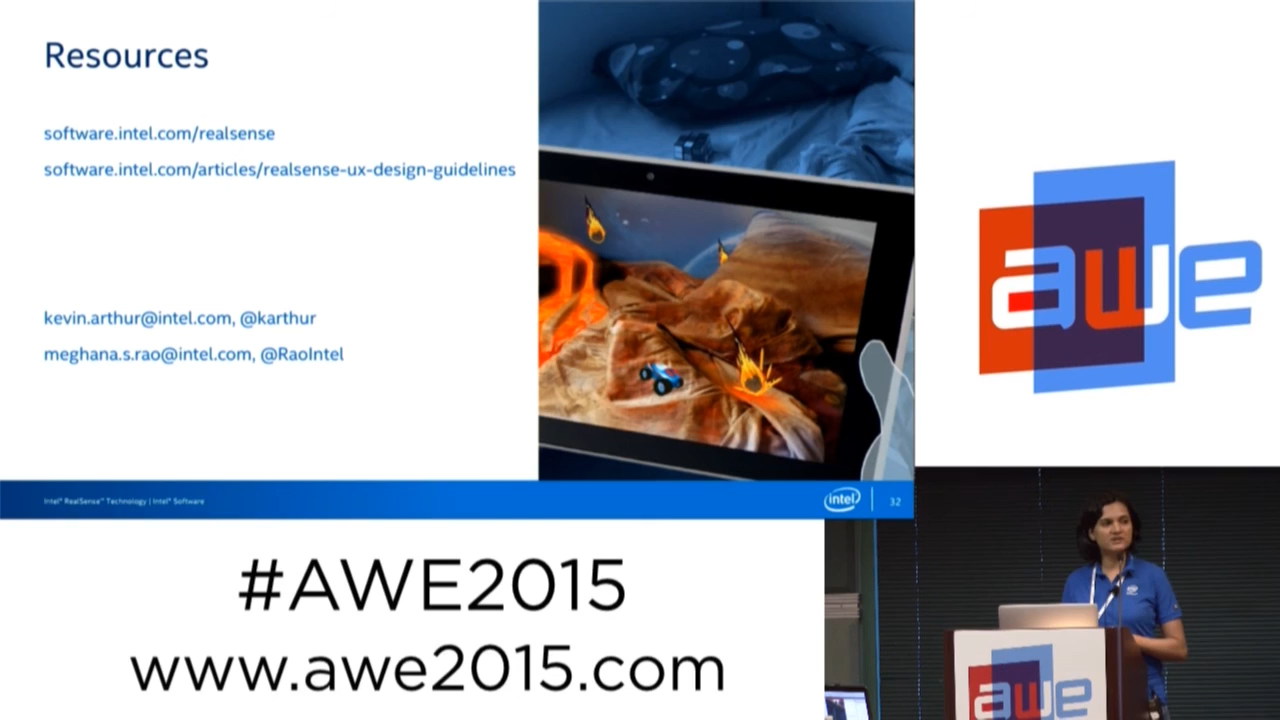 Resources
software.intel.com/realsense
software.intel.com/articles/realsense-ux-design-guidelines
kevin.arthur@intel.com, @karthur
meghana.s.rao@intel.com, @RaoIntel
Intel® RealSense™ Technology | Intel® Software
intel
32
awe
#AWE2015
www.awe2015.com
awe